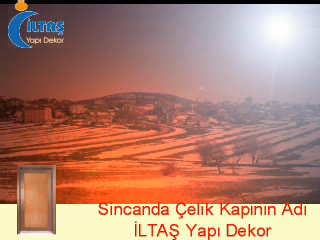 İLTAŞ
Yapı Dekor
Sincanda Çelik Kapının Adı
İLTAŞ Yapı Dekor